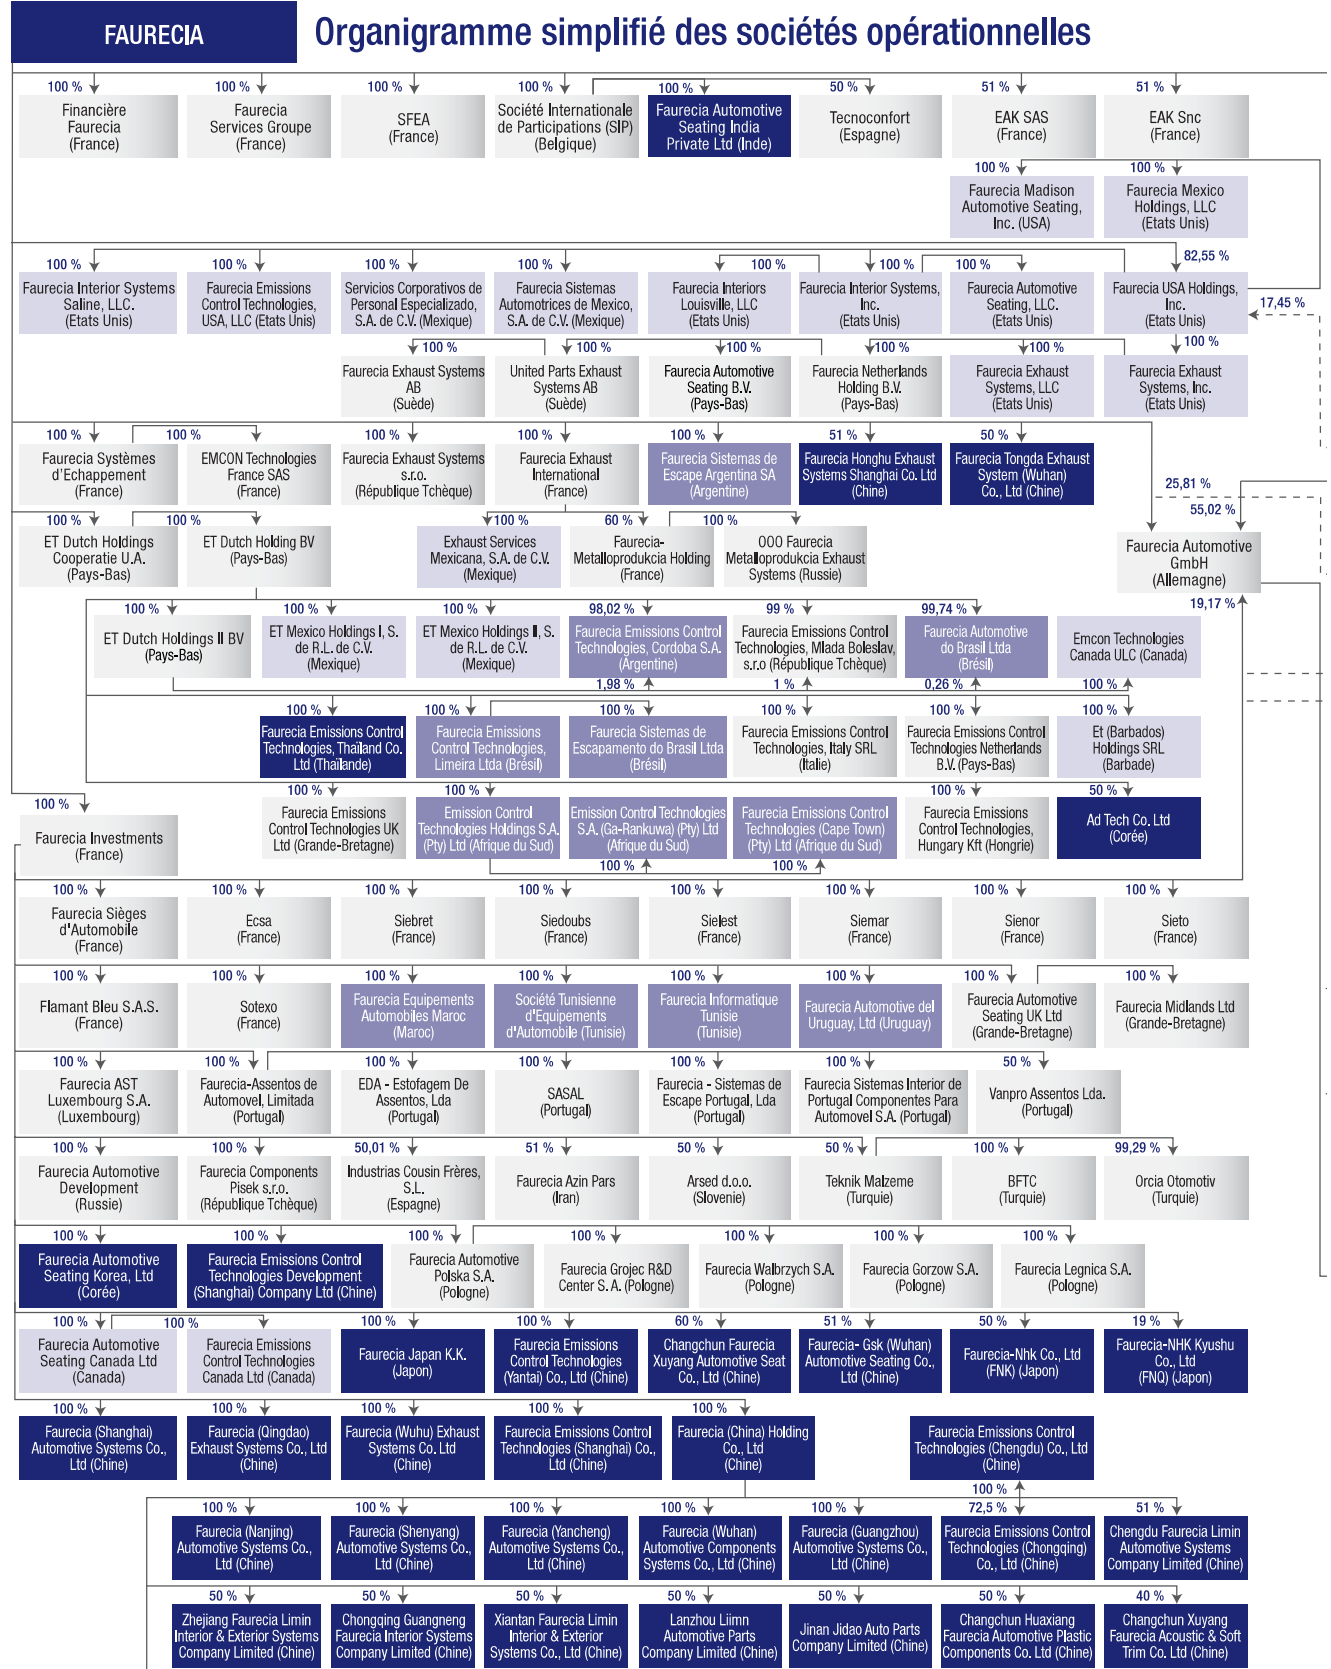 FAURECIA
Organigramme simplifié des sociétés opérationnelles
100 %
100 %
100 %
100 %
100 %
50 %
51 %
51 %
Financière
Faurecia
(France)
Faurecia
Services Groupe
(France)
SFEA
(France)
Société Internationale
de Participations (SIP)
(Belgique)
Faurecia Automotive
Seating India
Private Ltd (Inde)
Tecnoconfort
(Espagne)
EAK SAS
(France)
EAK Snc
(France)
100 %
100 %
Faurecia Madison
Automotive Seating,
Inc. (USA)
Faurecia Mexico
Holdings, LLC
(Etats Unis)
100 %
100 %
100 %
100 %
100 %
100 %
100 %
82,55 %
Faurecia Interior Systems
Saline, LLC.
(Etats Unis)
Faurecia Emissions
Control Technologies,
USA, LLC (Etats Unis)
Servicios Corporativos de
Personal Especializado,
S.A. de C.V. (Mexique)
Faurecia Sistemas
Automotrices de Mexico,
S.A. de C.V. (Mexique)
Faurecia Interiors
Louisville, LLC
(Etats Unis)
Faurecia Interior Systems,
Inc.
(Etats Unis)
Faurecia Automotive
Seating, LLC.
(Etats Unis)
Faurecia USA Holdings,
Inc.
(Etats Unis)
17,45 %
100 %
100 %
100 %
100 %
100 %
100 %
Faurecia Exhaust Systems
AB
(Suède)
United Parts Exhaust
Systems AB
(Suède)
Faurecia Automotive
Seating B.V.
(Pays-Bas)
Faurecia Netherlands
Holding B.V.
(Pays-Bas)
Faurecia Exhaust
Systems, LLC
(Etats Unis)
Faurecia Exhaust
Systems, Inc.
(Etats Unis)
100 %
100 %
100 %
100 %
100 %
51 %
50 %
Faurecia Systèmes
d'Echappement
(France)
EMCON Technologies
France SAS
(France)
Faurecia Exhaust Systems
s.r.o.
(République Tchèque)
Faurecia Exhaust
International
(France)
Faurecia Sistemas de
Escape Argentina SA
(Argentine)
Faurecia Honghu Exhaust
Systems Shanghai Co. Ltd
(Chine)
Faurecia Tongda Exhaust
System (Wuhan)
Co., Ltd (Chine)
25,81 %
55,02 %
100 %
100 %
100 %
60 %
100 %
ET Dutch Holdings
Cooperatie U.A.
(Pays-Bas)
ET Dutch Holding BV
(Pays-Bas)
Exhaust Services
Mexicana, S.A. de C.V.
(Mexique)
Faurecia-
Metalloprodukcia Holding
(France)
OOO Faurecia
Metalloprodukcia Exhaust
Systems (Russie)
Faurecia Automotive
GmbH
(Allemagne)
19,17 %
100 %
100 %
100 %
98,02 %
99 %
99,74 %
ET Dutch Holdings II BV
(Pays-Bas)
ET Mexico Holdings I, S.
de R.L. de C.V.
(Mexique)
ET Mexico Holdings II, S.
de R.L. de C.V.
(Mexique)
Faurecia Emissions Control
Technologies, Cordoba S.A.
(Argentine)
Faurecia Emissions Control
Technologies, Mlada Boleslav,
s.r.o (République Tchèque)
Faurecia Automotive
do Brasil Ltda
(Brésil)
Emcon Technologies
Canada ULC (Canada)
1,98 %
1 %
0,26 %
100 %
100 %
100 %
100 %
100 %
100 %
100 %
Faurecia Emissions Control
Technologies, Thaïland Co.
Ltd (Thaïlande)
Faurecia Emissions
Control Technologies,
Limeira Ltda (Brésil)
Faurecia Sistemas de
Escapamento do Brasil Ltda
(Brésil)
Faurecia Emissions Control
Technologies, Italy SRL
(Italie)
Faurecia Emissions Control
Technologies Netherlands
B.V. (Pays-Bas)
Et (Barbados)
Holdings SRL
(Barbade)
100 %
100 %
100 %
100 %
50 %
Faurecia Investments
(France)
Faurecia Emissions
Control Technologies UK
Ltd (Grande-Bretagne)
Emission Control
Technologies Holdings S.A.
(Pty) Ltd (Afrique du Sud)
Emission Control Technologies
S.A. (Ga-Rankuwa) (Pty) Ltd
(Afrique du Sud)
Faurecia Emissions Control
Technologies (Cape Town)
(Pty) Ltd (Afrique du Sud)
Faurecia Emissions
Control Technologies,
Hungary Kft (Hongrie)
Ad Tech Co. Ltd
(Corée)
100 %
100 %
100 %
100 %
100 %
100 %
100 %
100 %
100 %
100 %
Faurecia Sièges
d'Automobile
(France)
Ecsa
(France)
Siebret
(France)
Siedoubs
(France)
Sielest
(France)
Siemar
(France)
Sienor
(France)
Sieto
(France)
100 %
100 %
100 %
100 %
100 %
100 %
100 %
100 %
Flamant Bleu S.A.S.
(France)
Sotexo
(France)
Faurecia Equipements
Automobiles Maroc
(Maroc)
Société Tunisienne
d'Equipements
d'Automobile (Tunisie)
Faurecia Informatique
Tunisie
(Tunisie)
Faurecia Automotive del
Uruguay, Ltd (Uruguay)
Faurecia Automotive
Seating UK Ltd
(Grande-Bretagne)
Faurecia Midlands Ltd
(Grande-Bretagne)
100 %
100 %
100 %
100 %
100 %
100 %
50 %
Faurecia AST
Luxembourg S.A.
(Luxembourg)
Faurecia-Assentos de
Automovel, Limitada
(Portugal)
EDA - Estofagem De
Assentos, Lda
(Portugal)
SASAL
(Portugal)
Faurecia - Sistemas de
Escape Portugal, Lda
(Portugal)
Faurecia Sistemas Interior de
Portugal Componentes Para
Automovel S.A. (Portugal)
Vanpro Assentos Lda.
(Portugal)
100 %
100 %
50,01 %
51 %
50 %
50 %
100 %
99,29 %
Faurecia Automotive
Development
(Russie)
Faurecia Components
Pisek s.r.o.
(République Tchèque)
Industrias Cousin Frères,
S.L.
(Espagne)
Faurecia Azin Pars
(Iran)
Arsed d.o.o.
(Slovenie)
Teknik Malzeme
(Turquie)
BFTC
(Turquie)
Orcia Otomotiv
(Turquie)
100 %
100 %
100 %
100 %
100 %
100 %
100 %
Faurecia Automotive
Seating Korea, Ltd
(Corée)
Faurecia Emissions Control
Technologies Development
(Shanghai) Company Ltd (Chine)
Faurecia Automotive
Polska S.A.
(Pologne)
Faurecia Grojec R&D
Center S. A. (Pologne)
Faurecia Walbrzych S.A.
(Pologne)
Faurecia Gorzow S.A.
(Pologne)
Faurecia Legnica S.A.
(Pologne)
100 %
100 %
100 %
100 %
60 %
51 %
50 %
19 %
Faurecia Automotive
Seating Canada Ltd
(Canada)
Faurecia Emissions
Control Technologies
Canada Ltd (Canada)
Faurecia Japan K.K.
(Japon)
Faurecia Emissions
Control Technologies
(Yantai) Co., Ltd (Chine)
Changchun Faurecia
Xuyang Automotive Seat
Co., Ltd (Chine)
Faurecia- Gsk (Wuhan)
Automotive Seating Co.,
Ltd (Chine)
Faurecia-Nhk Co., Ltd
(FNK) (Japon)
Faurecia-NHK Kyushu
Co., Ltd
(FNQ) (Japon)
100 %
100 %
100 %
100 %
100 %
Faurecia (Shanghai)
Automotive Systems Co.,
Ltd (Chine)
Faurecia (Qingdao)
Exhaust Systems Co., Ltd
(Chine)
Faurecia (Wuhu) Exhaust
Systems Co. Ltd
(Chine)
Faurecia Emissions Control
Technologies (Shanghai) Co.,
Ltd (Chine)
Faurecia (China) Holding
Co., Ltd
(Chine)
Faurecia Emissions Control
Technologies (Chengdu) Co., Ltd
(Chine)
100 %
100 %
100 %
100 %
100 %
100 %
72,5 %
51 %
Faurecia (Nanjing)
Automotive Systems Co.,
Ltd (Chine)
Faurecia (Shenyang)
Automotive Systems Co.,
Ltd (Chine)
Faurecia (Yancheng)
Automotive Systems Co.,
Ltd (Chine)
Faurecia (Wuhan)
Automotive Components
Systems Co., Ltd (Chine)
Faurecia (Guangzhou)
Automotive Systems Co.,
Ltd (Chine)
Faurecia Emissions Control
Technologies (Chongqing)
Co., Ltd (Chine)
Chengdu Faurecia Limin
Automotive Systems
Company Limited (Chine)
50 %
50 %
50 %
50 %
50 %
50 %
40 %
Zhejiang Faurecia Limin
Interior & Exterior Systems
Company Limited (Chine)
Chongqing Guangneng
Faurecia Interior Systems
Company Limited (Chine)
Xiantan Faurecia Limin
Interior & Exterior
Systems Co., Ltd (Chine)
Lanzhou Liimn
Automotive Parts
Company Limited (Chine)
Jinan Jidao Auto Parts
Company Limited (Chine)
Changchun Huaxiang
Faurecia Automotive Plastic
Components Co. Ltd (Chine)
Changchun Xuyang
Faurecia Acoustic & Soft
Trim Co. Ltd (Chine)